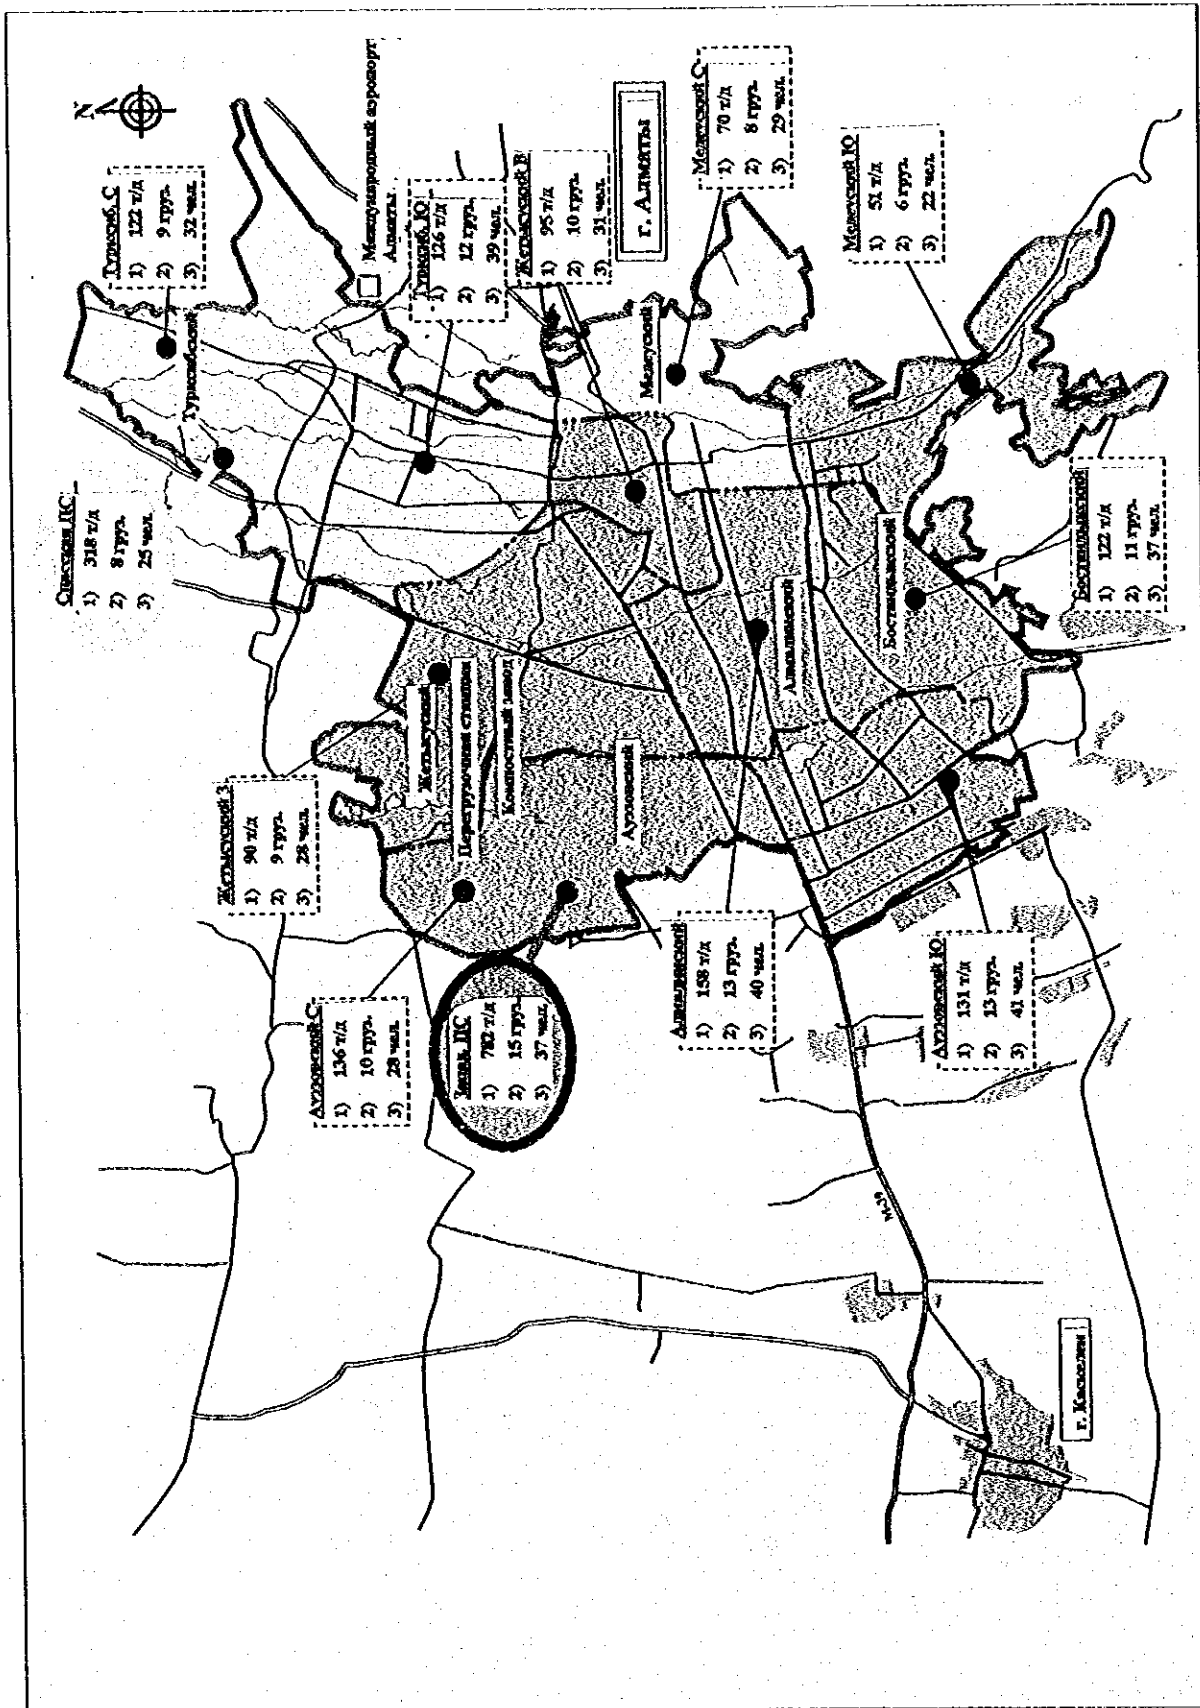 Спасская ПС
1) 318 т/д
2) 8 груз.
3) 25 чел.
N
Турксиб. С
1) 122 т/д
2) 9 груз.
3) 32 чел.
Турксибский
Жетысуский З
1) 90 т/д
2) 9 груз.
3) 28 чел.
Ауэзовский С
1) 136 т/д
2) 10 груз.
3) 28 чел.
Международный аэропорт
Алматы
Турксиб. Ю
1) 126 т/д
2) 12 груз.
3) 39 чел.
Жетысуский
Запад. ПС
1) 782 т/д
2) 15 груз.
3) 37 чел.
Перегрузочная станция
Компостный завод
Жетысуский В
1) 95 т/д
2) 10 груз.
3) 31 чел.
Ауэзовский
г. Алматы
Медеуский
Алмалинский
1) 158 т/д
2) 13 груз.
3) 40 чел.
Медеуский С
1) 70 т/д
2) 8 груз.
3) 29 чел.
Алмалинский
Медеуский Ю
1) 51 т/д
2) 6 груз.
3) 22 чел.
М-39
Бостандыкский
Ауэзовский Ю
1) 131 т/д
2) 13 груз.
3) 41 чел.
Бостандыкский
1) 122 т/д
2) 11 груз.
3) 37 чел.
г. Каскелен